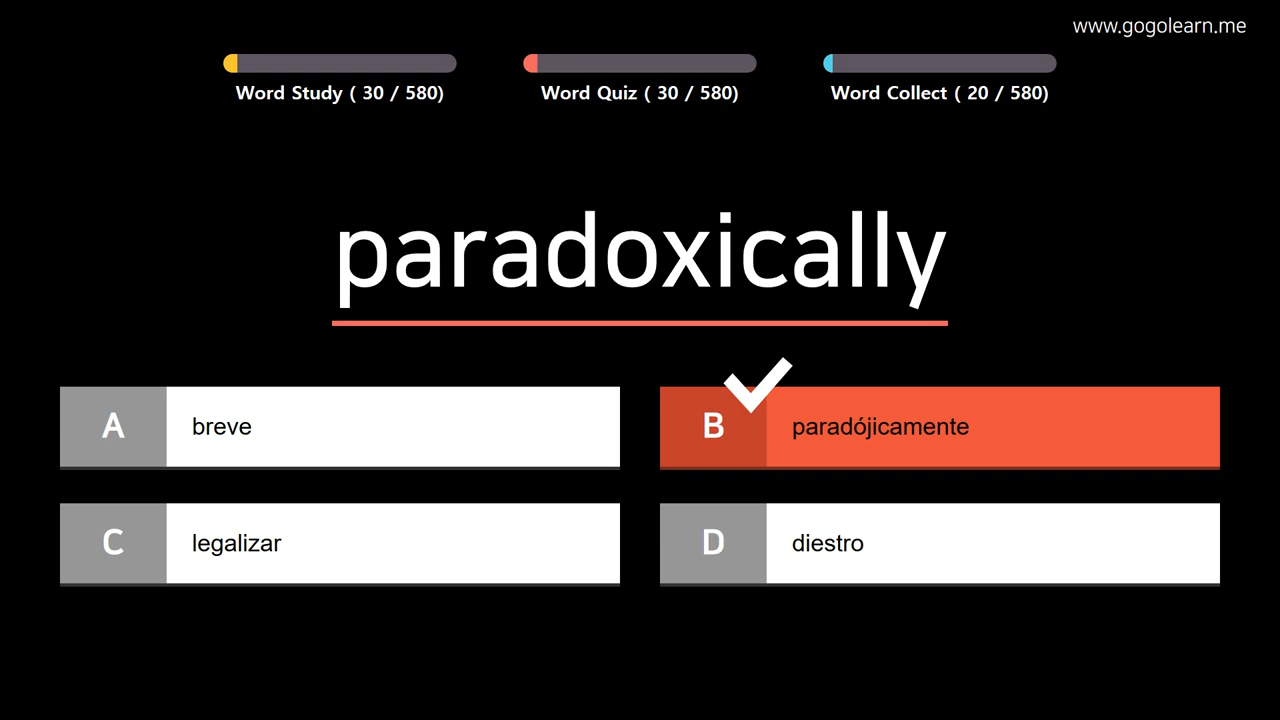 www.gogolearn.me
Word Study ( 30 / 580)
Word Quiz ( 30 / 580)
Word Collect ( 20 / 580)
paradoxically
A breve
B paradójicamente
C legalizar
D diestro